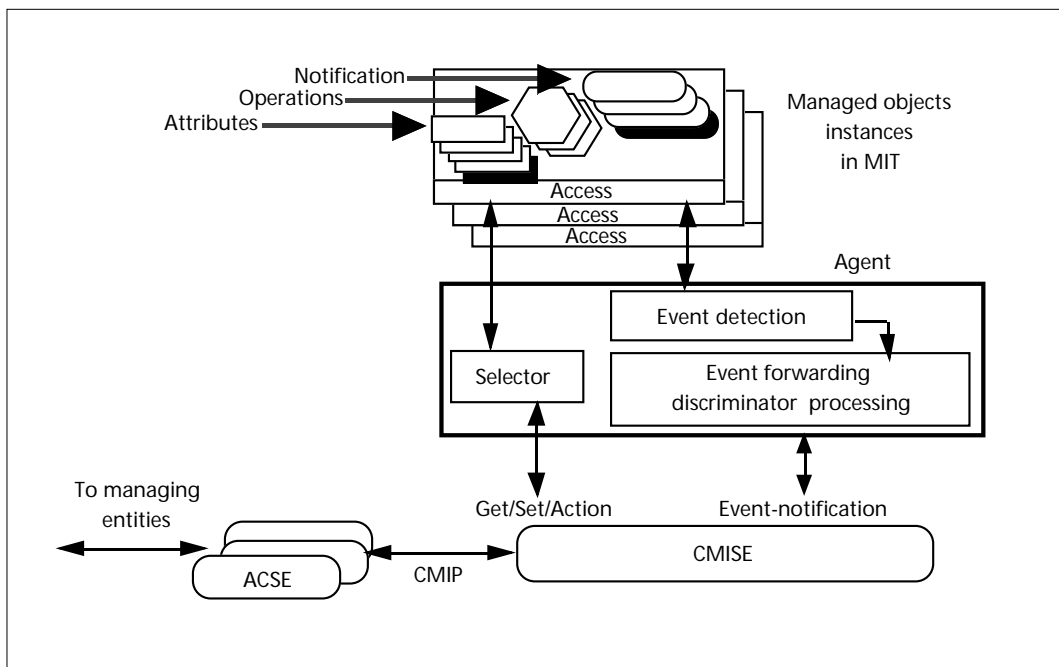 Notification
Operations
Attributes
Managed objects
instances
in MIT
Access
Access
Access
Agent
Event detection
Selector
Event forwarding
discriminator processing
To managing
entities
Get/Set/Action
Event-notification
ACSE
CMIP
CMISE